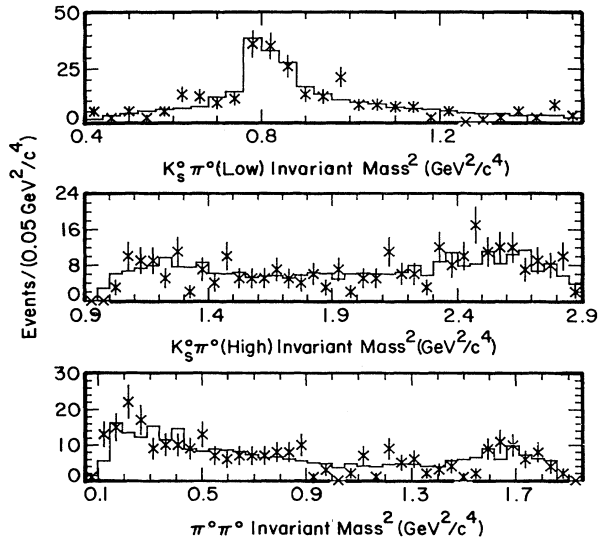 50
25
0
0.4 0.8 1.2
K°s π° (Low) Invariant Mass² (GeV²/c⁴)
Events/(0.05 GeV²/c⁴)
24
16
8
0
0.9 1.4 1.9 2.4 2.9
K°s π° (High) Invariant Mass² (GeV²/c⁴)
30
20
10
0
0.1 0.5 0.9 1.3 1.7
π°π° Invariant Mass² (GeV²/c⁴)